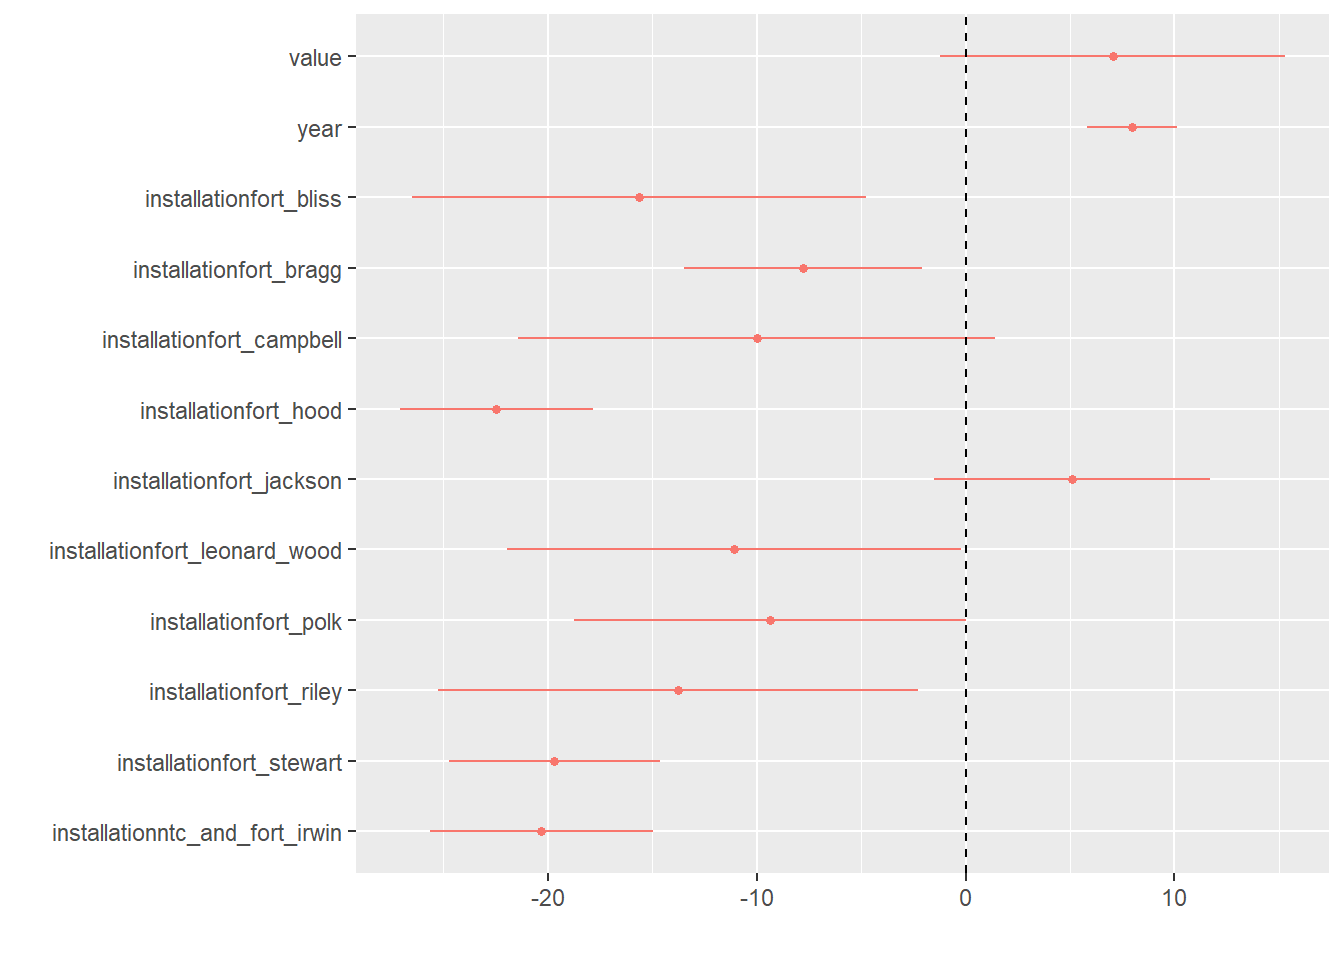 value
year
installationfort_bliss
installationfort_bragg
installationfort_campbell
installationfort_hood
installationfort_jackson
installationfort_leonard_wood
installationfort_polk
installationfort_riley
installationfort_stewart
installationntc_and_fort_irwin
-20 -10 0 10